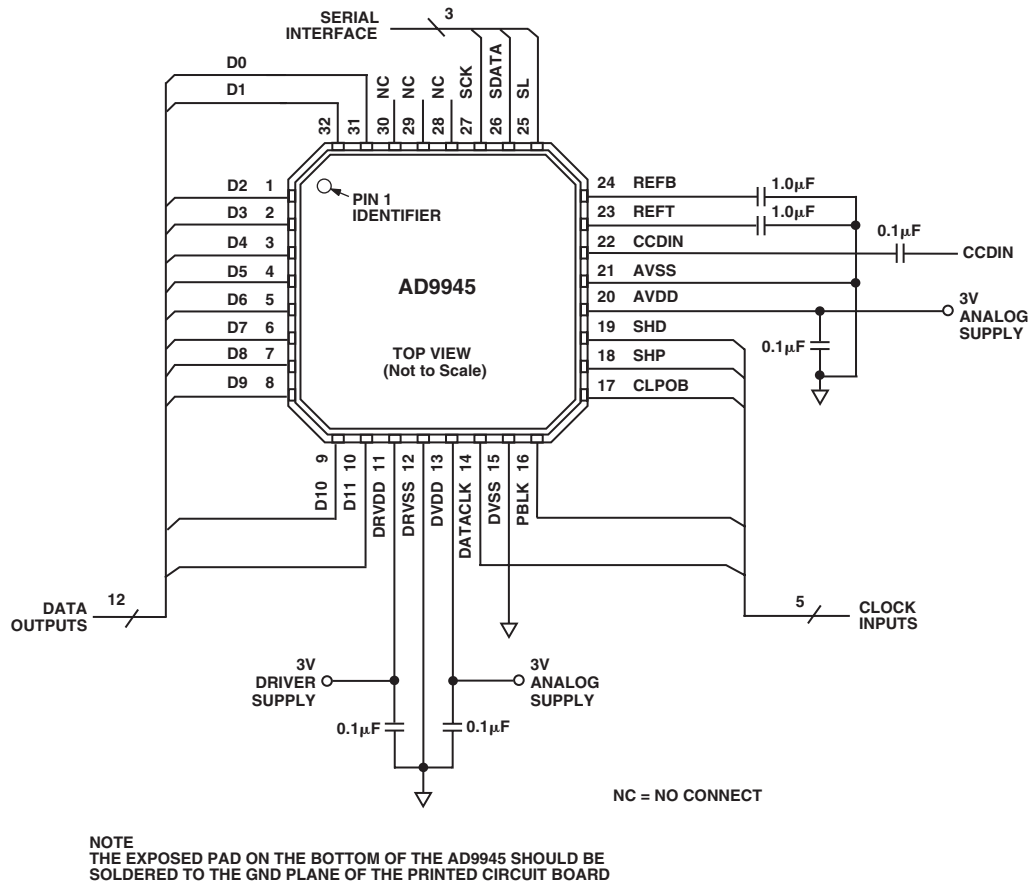 SERIAL
INTERFACE
3
D0
D1
32
31
30 NC
29 NC
28 NC
27 SCK
26 SDATA
25 SL
D2 1
D3 2
D4 3
D5 4
D6 5
D7 6
D8 7
D9 8
PIN 1
IDENTIFIER
AD9945
TOP VIEW
(Not to Scale)
24 REFB
23 REFT
22 CCDIN
21 AVSS
20 AVDD
19 SHD
18 SHP
17 CLPOB
1.0μF
1.0μF
0.1μF
CCDIN
3V
ANALOG
SUPPLY
0.1μF
D10 9
D11 10
DRVDD 11
DRVSS 12
DVDD 13
DATACLK 14
DVSS 15
PBLK 16
DATA
OUTPUTS
12
5
CLOCK
INPUTS
3V
DRIVER
SUPPLY
3V
ANALOG
SUPPLY
0.1μF
0.1μF
NC = NO CONNECT
NOTE
THE EXPOSED PAD ON THE BOTTOM OF THE AD9945 SHOULD BE
SOLDERED TO THE GND PLANE OF THE PRINTED CIRCUIT BOARD